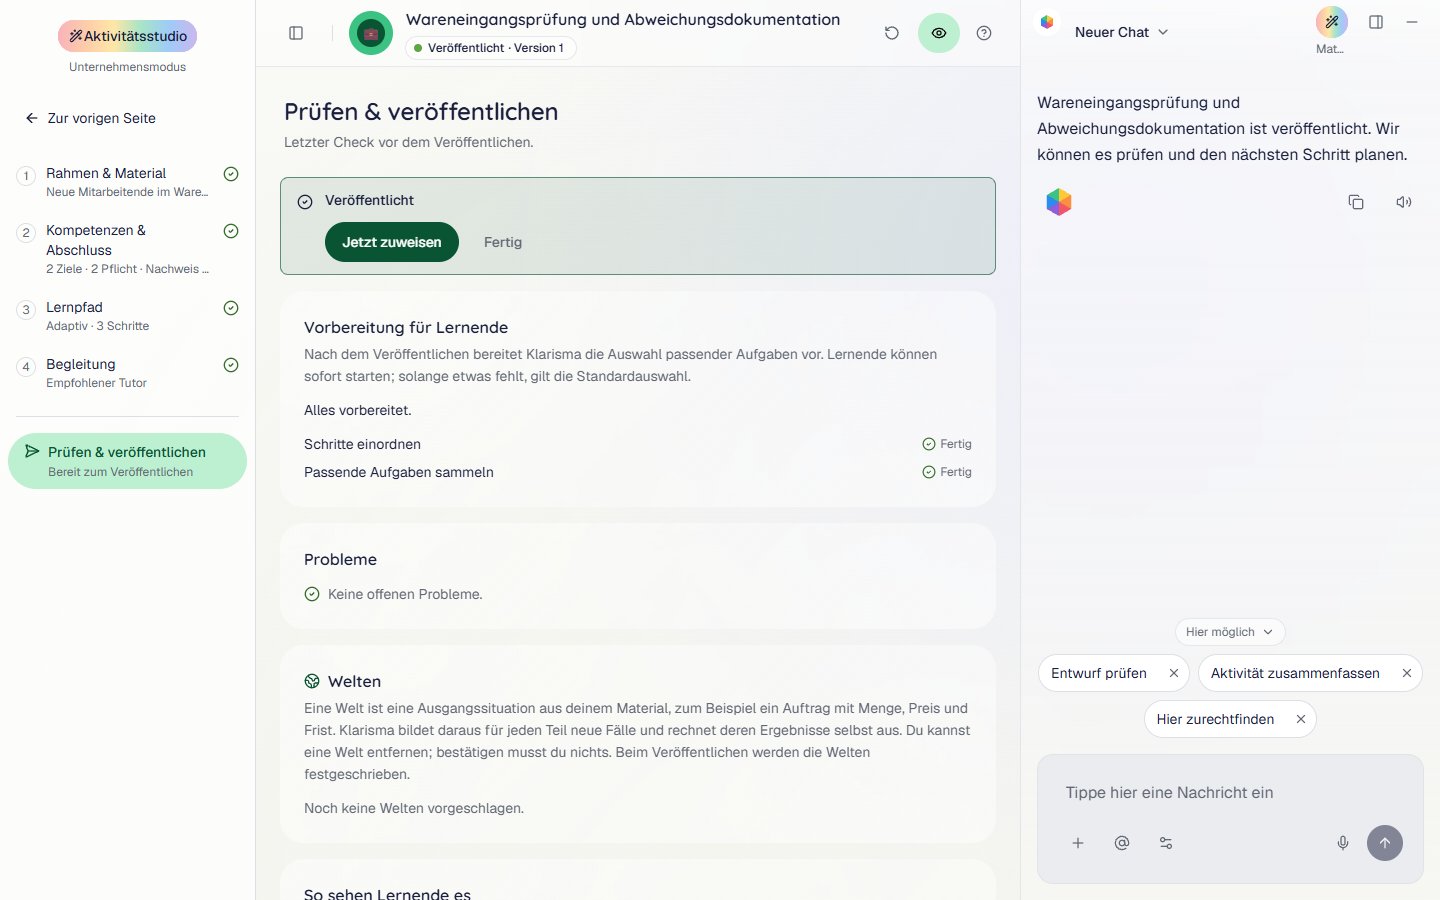 Aktivitätsstudio
Unternehmensmodus
Zur vorigen Seite
1
Rahmen & Material
Neue Mitarbeitende im Ware...
2
Kompetenzen &
Abschluss
2 Ziele · 2 Pflicht · Nachweis ...
3
Lernpfad
Adaptiv · 3 Schritte
4
Begleitung
Empfohlener Tutor
Prüfen & veröffentlichen
Bereit zum Veröffentlichen
Wareneingangsprüfung und Abweichungsdokumentation
Veröffentlicht · Version 1
Prüfen & veröffentlichen
Letzter Check vor dem Veröffentlichen.
Veröffentlicht
Jetzt zuweisen
Fertig
Vorbereitung für Lernende
Nach dem Veröffentlichen bereitet Klarisma die Auswahl passender Aufgaben vor. Lernende können
sofort starten; solange etwas fehlt, gilt die Standardauswahl.
Alles vorbereitet.
Schritte einordnen
Fertig
Passende Aufgaben sammeln
Fertig
Probleme
Keine offenen Probleme.
Welten
Eine Welt ist eine Ausgangssituation aus deinem Material, zum Beispiel ein Auftrag mit Menge, Preis und
Frist. Klarisma bildet daraus für jeden Teil neue Fälle und rechnet deren Ergebnisse selbst aus. Du kannst
eine Welt entfernen; bestätigen musst du nichts. Beim Veröffentlichen werden die Welten
festgeschrieben.
Noch keine Welten vorgeschlagen.
So sehen Lernende es
Neuer Chat
Mat...
Wareneingangsprüfung und
Abweichungsdokumentation ist veröffentlicht. Wir
können es prüfen und den nächsten Schritt planen.
Hier möglich
Entwurf prüfen
Aktivität zusammenfassen
Hier zurechtfinden
Tippe hier eine Nachricht ein